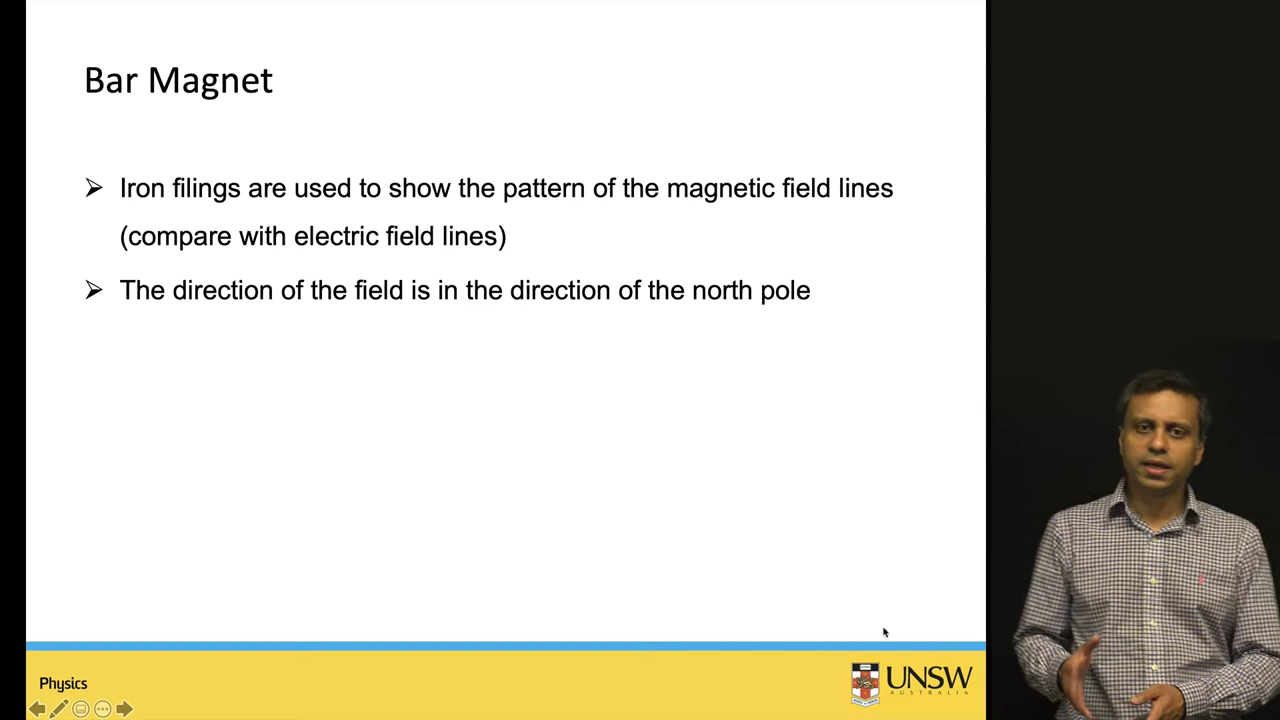 Bar Magnet
➢ Iron filings are used to show the pattern of the magnetic field lines
(compare with electric field lines)
➢ The direction of the field is in the direction of the north pole
Physics
UNSW
AUSTRALIA